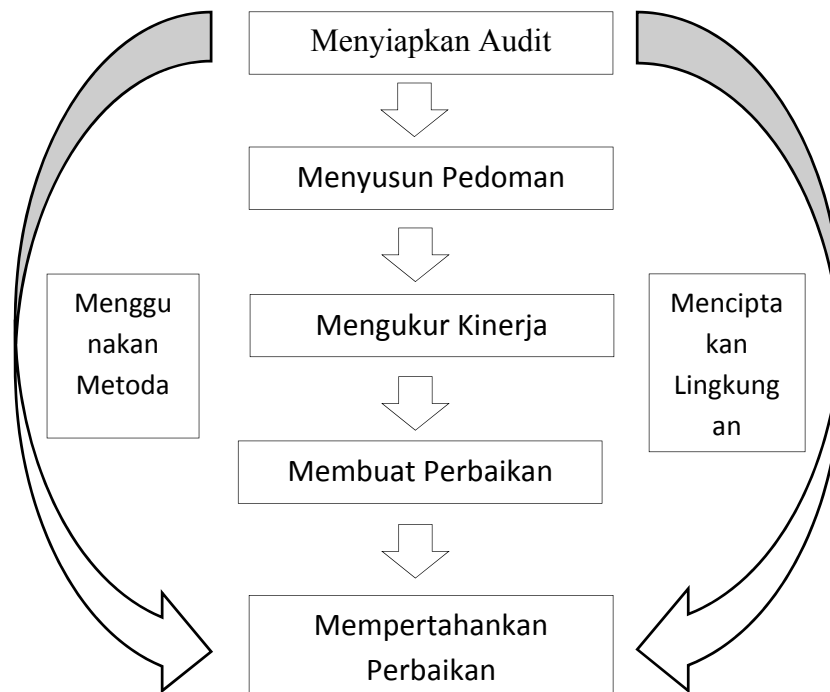 Menyiapkan Audit
Menyusun Pedoman
Menggu
nakan
Metoda
Mengukur Kinerja
Mencipta
kan
Lingkung
an
Membuat Perbaikan
Mempertahankan
Perbaikan